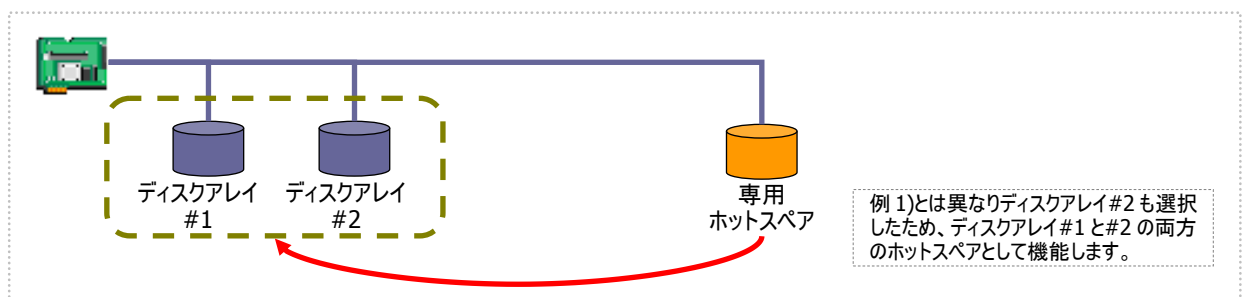 ディスクアレイ
#1
ディスクアレイ
#2
専用
ホットスペア
例 1)とは異なりディスクアレイ#2 も選択
したため、ディスクアレイ#1 と#2 の両方
のホットスペアとして機能します。